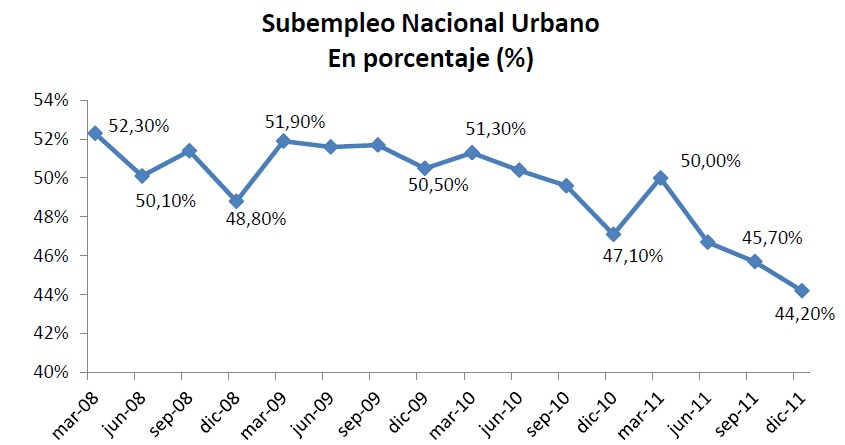 Subempleo Nacional Urbano
En porcentaje (%)
54%
52%
50%
48%
46%
44%
42%
40%
52,30%
50,10%
48,80%
51,90%
50,50%
51,30%
47,10%
50,00%
45,70%
44,20%
mar-08
jun-08
sep-08
dic-08
mar-09
jun-09
sep-09
dic-09
mar-10
jun-10
sep-10
dic-10
mar-11
jun-11
sep-11
dic-11